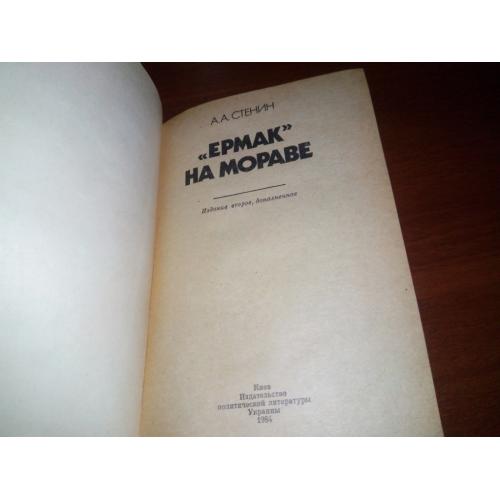 А.А. СТЕНИН
«ЕРМАК»
НА МОРАВЕ
Издание второе, дополненное
Киев
Издательство
политической литературы
Украины
1984